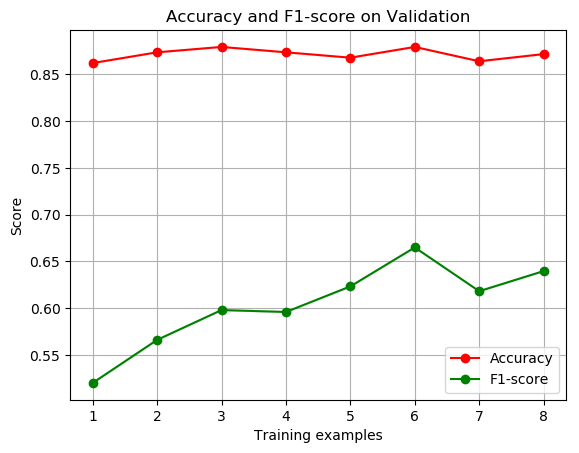 Accuracy and F1-score on Validation
0.85
0.80
0.75
0.70
0.65
0.60
0.55
Score
Accuracy
F1-score
1 2 3 4 5 6 7 8
Training examples